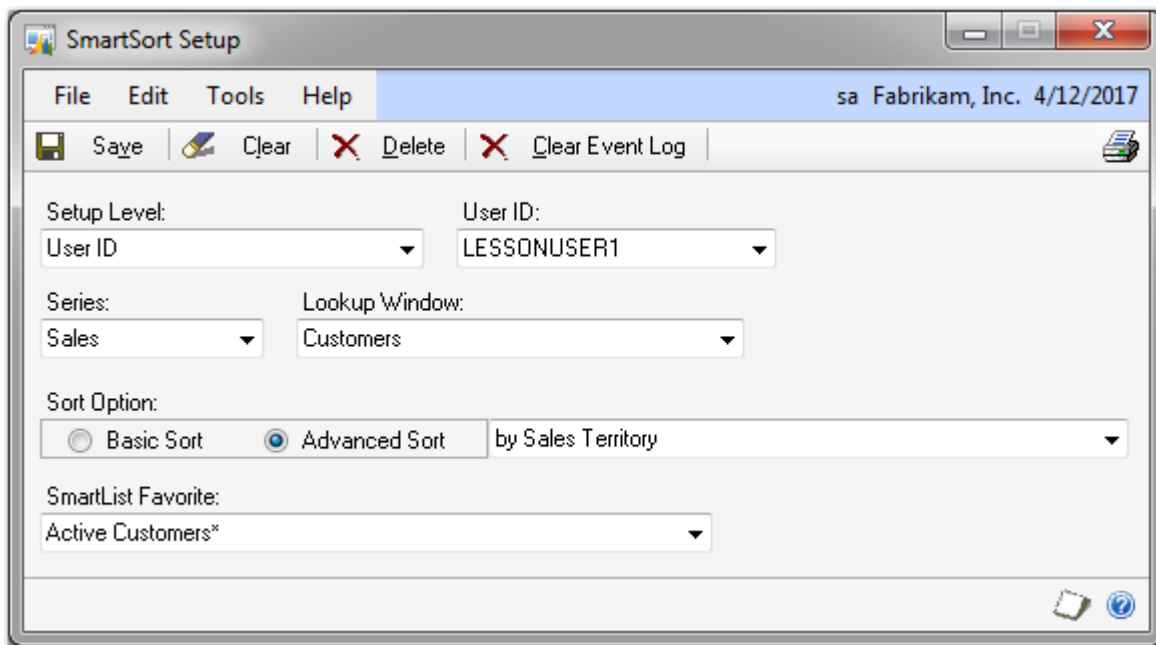 SmartSort Setup
File Edit Tools Help sa Fabrikam, Inc. 4/12/2017
Save Clear Delete Clear Event Log
Setup Level: User ID:
User ID LESSONUSER1
Series: Lookup Window:
Sales Customers
Sort Option:
Basic Sort Advanced Sort by Sales Territory
SmartList Favorite:
Active Customers*